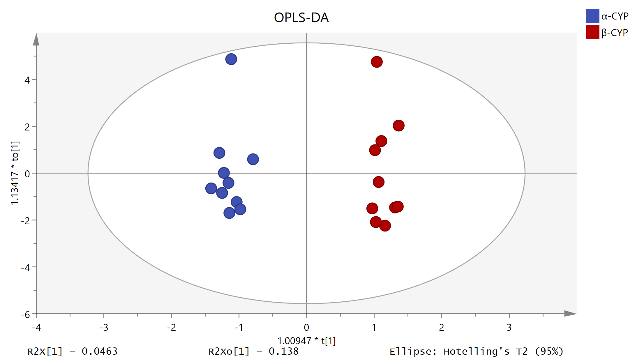 OPLS-DA
α-CYP
β-CYP
1.13417 * to[1]
4
2
0
-2
-4
-6
-4
-3
-2
-1
0
1
2
3
1.00947 * t[1]
R2X[1] - 0.0463
R2Xo[1] - 0.138
Ellipse: Hotelling's T2 (95%)